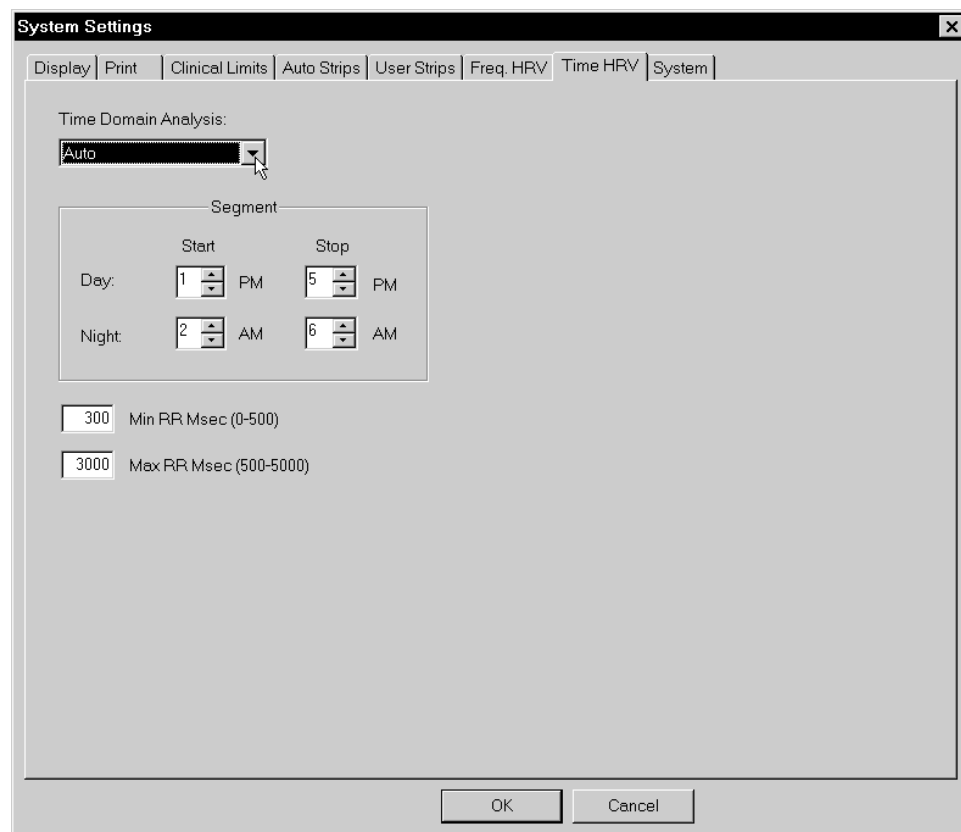 System Settings
Display Print Clinical Limits Auto Strips User Strips Freq. HRV Time HRV System
Time Domain Analysis:
Auto
Segment
Start Stop
Day: 1 PM 5 PM
Night: 2 AM 6 AM
300 Min RR Msec (0-500)
3000 Max RR Msec (500-5000)
OK Cancel